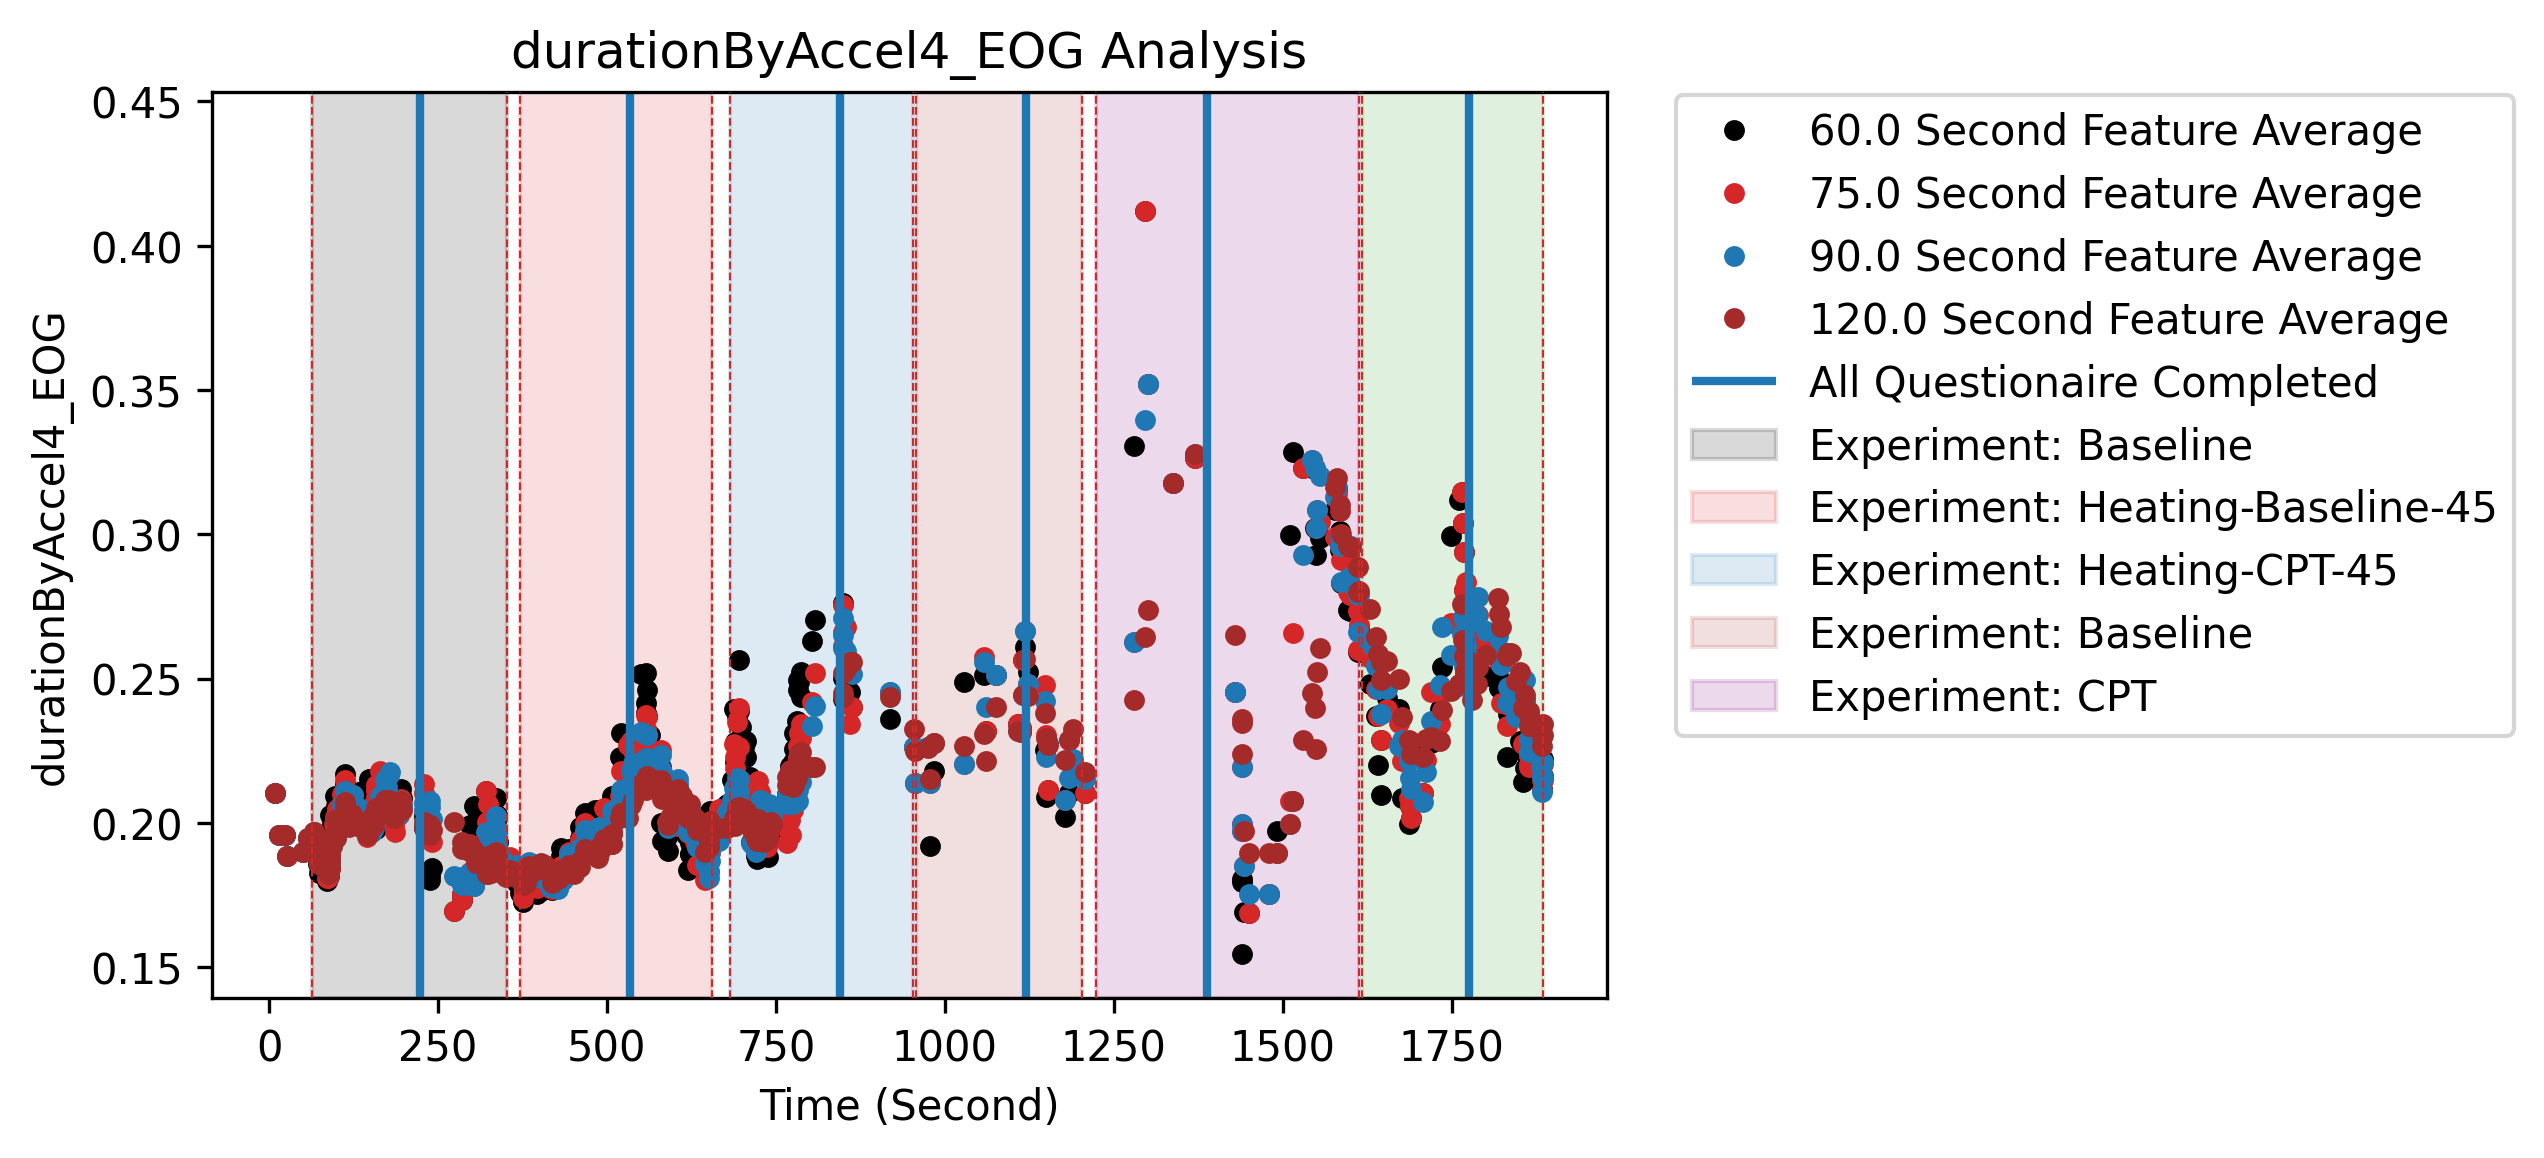 durationByAccel4_EOG Analysis
durationByAccel4_EOG
0.45
0.40
0.35
0.30
0.25
0.20
0.15
0 250 500 750 1000 1250 1500 1750
Time (Second)
60.0 Second Feature Average
75.0 Second Feature Average
90.0 Second Feature Average
120.0 Second Feature Average
All Questionaire Completed
Experiment: Baseline
Experiment: Heating-Baseline-45
Experiment: Heating-CPT-45
Experiment: Baseline
Experiment: CPT